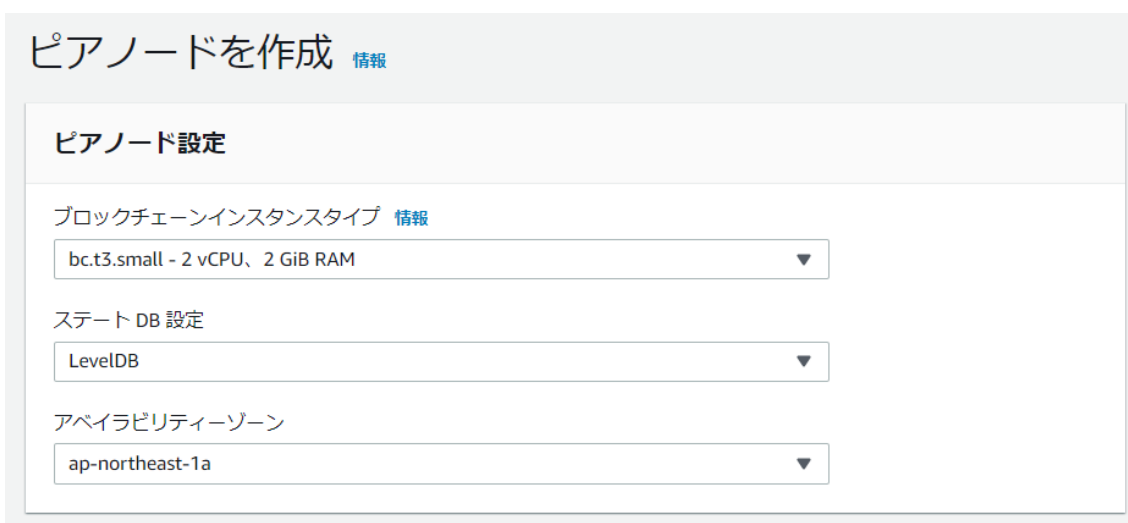 ピアノードを作成 情報
ピアノード設定
ブロックチェーンインスタンスタイプ 情報
bc.t3.small - 2 vCPU、2 GiB RAM
ステート DB 設定
LevelDB
アベイラビリティーゾーン
ap-northeast-1a